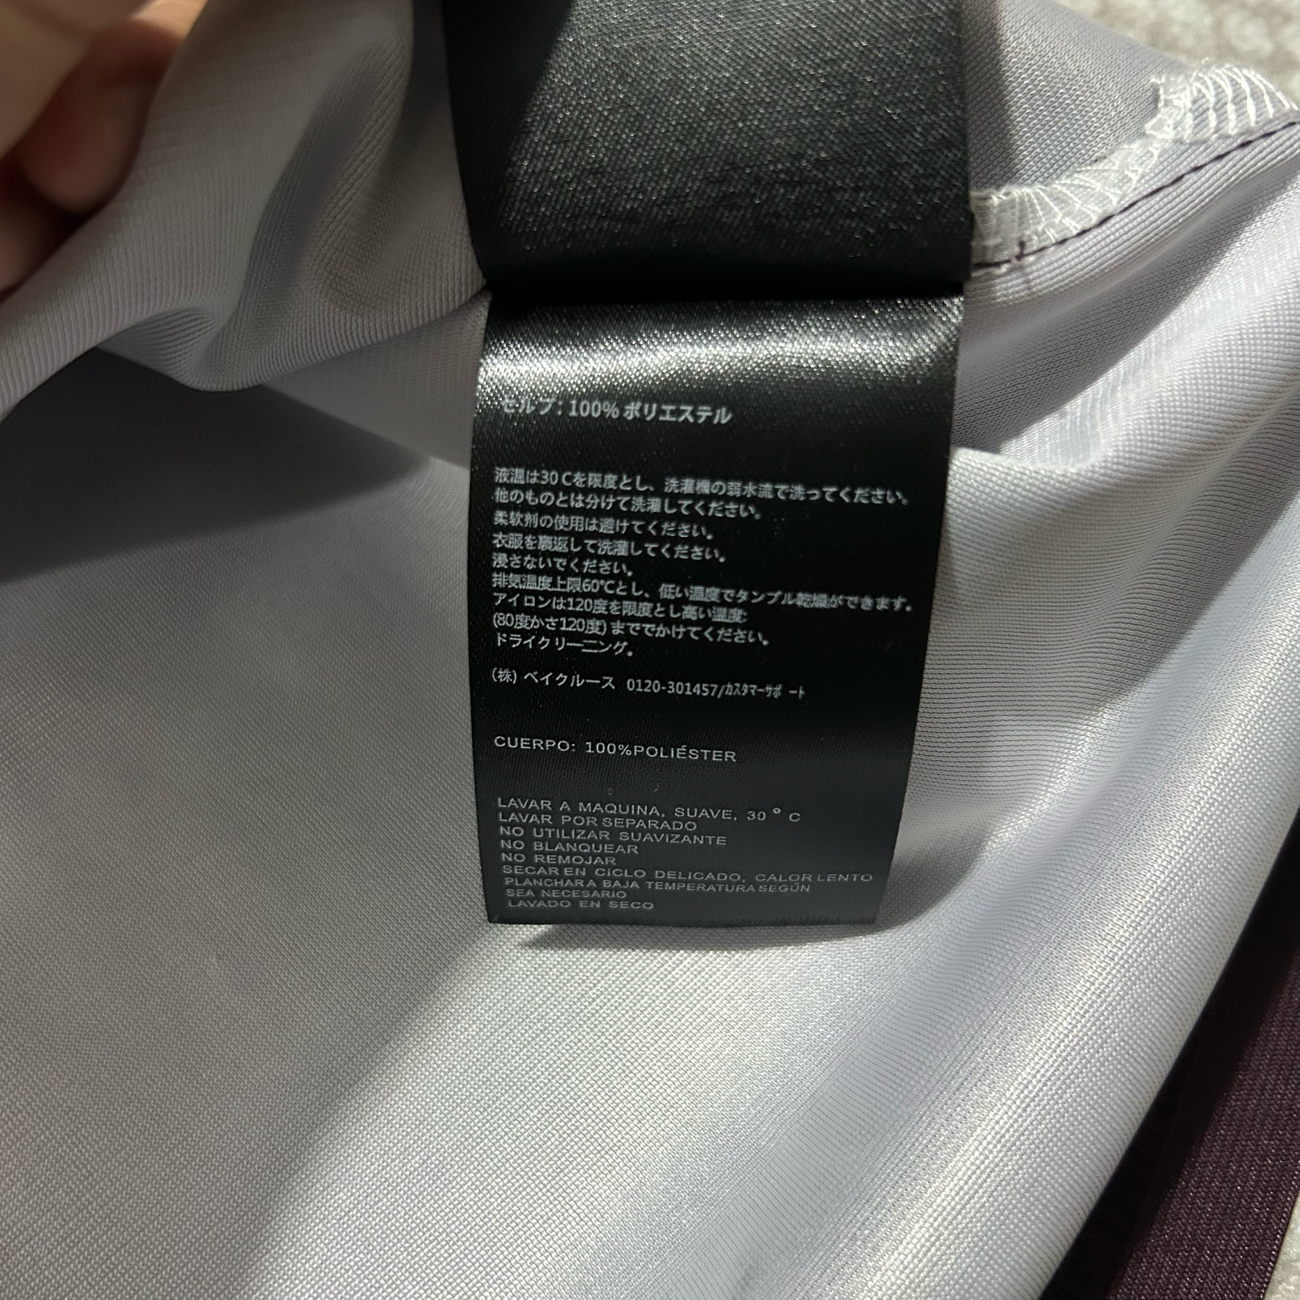 セルフ: 100% ポリエステル
液温は30 Cを限度とし、洗濯機の弱水流で洗ってください。
他のものとは分けて洗濯してください。
柔软剂の使用は避けてください。
衣服を裏返して洗濯してください。
浸さないでください。
排気温度上限60℃とし、低い温度でタンブル乾燥ができます.
アイロンは120度を限度とし高い温度:
(80度かさ120度) まででかけてください。
ドライクリーニング。
(株) ベイクルース 0120-301457/ｶｽﾀﾏｰｻﾎﾟ ｰﾄ
CUERPO: 100%POLIÉSTER
LAVAR A MAQUINA, SUAVE, 30 ° C
LAVAR POR SEPARADO
NO UTILIZAR SUAVIZANTE
NO BLANQUEAR
NO REMOJAR
SECAR EN CICLO DELICADO, CALOR LENTO
PLANCHAR A BAJA TEMPERATURA SEGÚN
SEA NECESARIO
LAVADO EN SECO